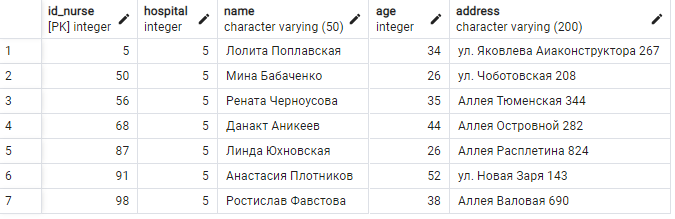 id_nurse hospital name age address
[PK] integer integer character varying (50) integer character varying (200)
1 5 5 Лолита Поплавская 34 ул. Яковлева Аиаконструктора 267
2 50 5 Мина Бабаченко 26 ул. Чоботовская 208
3 56 5 Рената Черноусова 35 Аллея Тюменская 344
4 68 5 Данакт Аникеев 44 Аллея Островной 282
5 87 5 Линда Юхновская 26 Аллея Расплетина 824
6 91 5 Анастасия Плотников 52 ул. Новая Заря 143
7 98 5 Ростислав Фавстова 38 Аллея Валовая 690